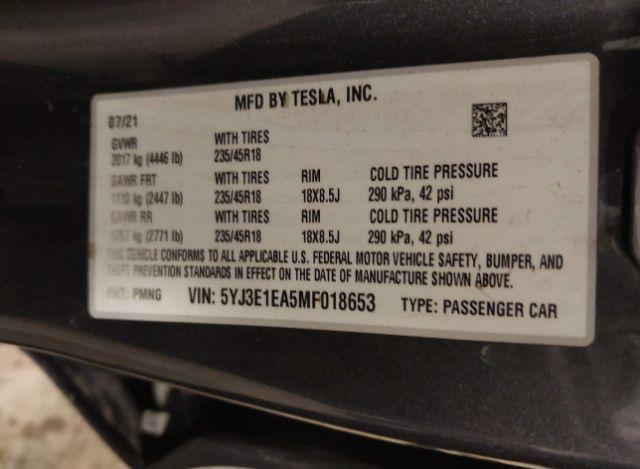 MFD BY TESLA, INC.
07/21
GVWR WITH TIRES
2017 kg (4446 lb) 235/45R18
GAWR FRT WITH TIRES RIM COLD TIRE PRESSURE
1110 kg (2447 lb) 235/45R18 18X8.5J 290 kPa, 42 psi
GAWR RR WITH TIRES RIM COLD TIRE PRESSURE
1257 kg (2771 lb) 235/45R18 18X8.5J 290 kPa, 42 psi
THIS VEHICLE CONFORMS TO ALL APPLICABLE U.S. FEDERAL MOTOR VEHICLE SAFETY, BUMPER, AND
THEFT PREVENTION STANDARDS IN EFFECT ON THE DATE OF MANUFACTURE SHOWN ABOVE.
PNT: PMNG VIN: 5YJ3E1EA5MF018653 TYPE: PASSENGER CAR